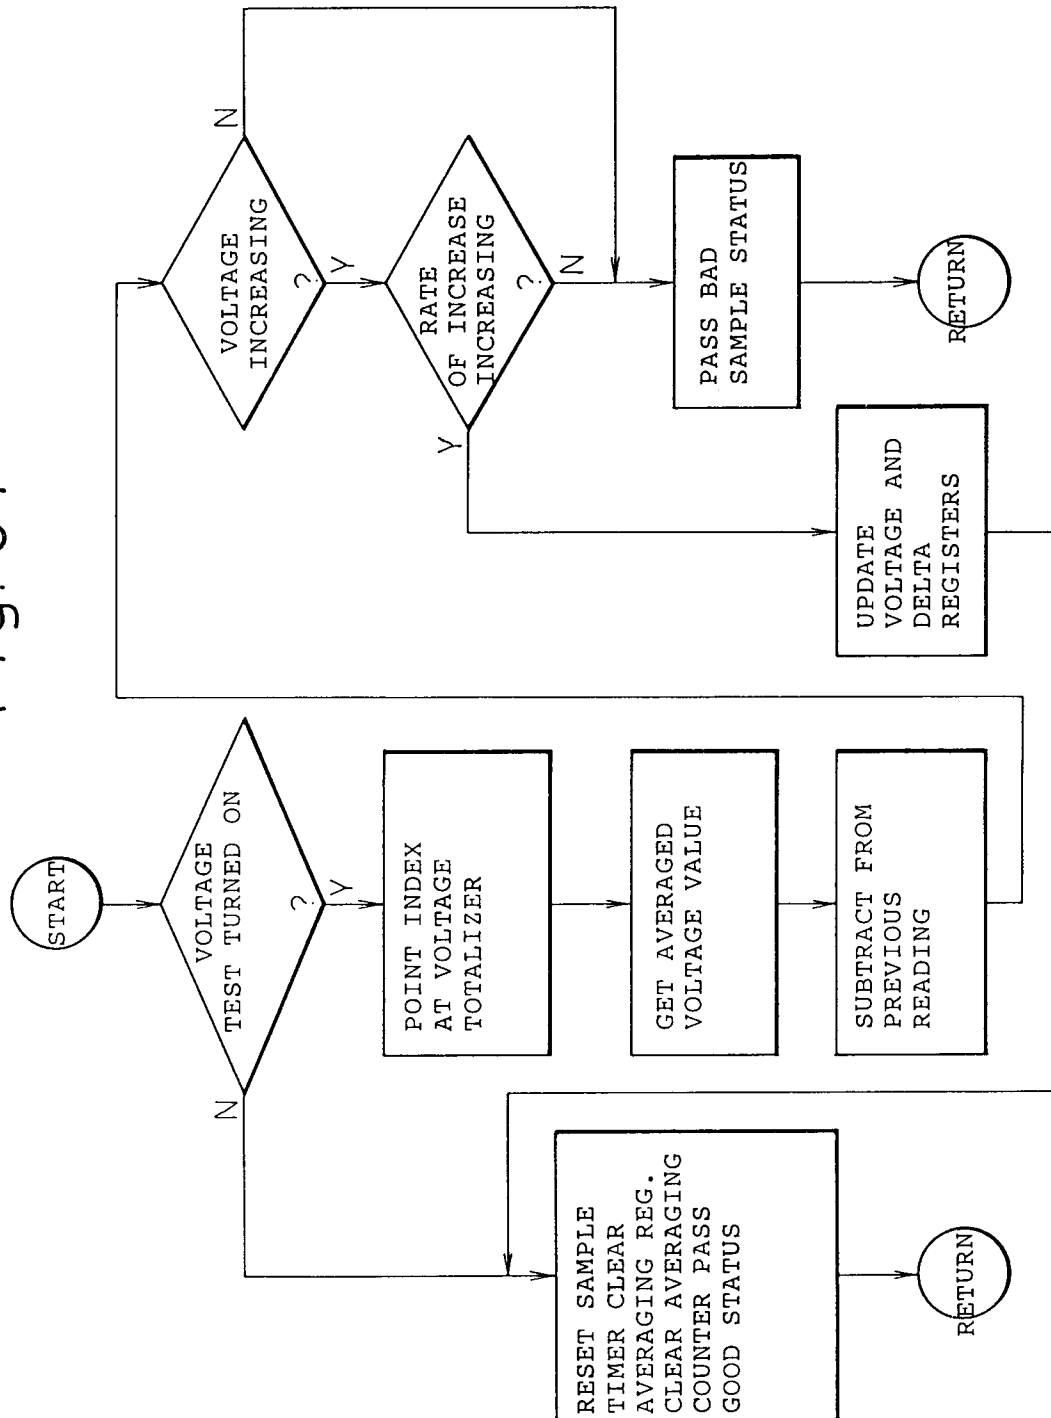 START
VOLTAGE
TEST TURNED ON
?
N
Y
POINT INDEX
AT VOLTAGE
TOTALIZER
GET AVERAGED
VOLTAGE VALUE
SUBTRACT FROM
PREVIOUS
READING
RESET SAMPLE
TIMER CLEAR
AVERAGING REG.
CLEAR AVERAGING
COUNTER PASS
GOOD STATUS
RETURN
VOLTAGE
INCREASING
?
N
Y
RATE
OF INCREASE
INCREASING
?
Y
N
PASS BAD
SAMPLE STATUS
RETURN
UPDATE
VOLTAGE AND
DELTA
REGISTERS